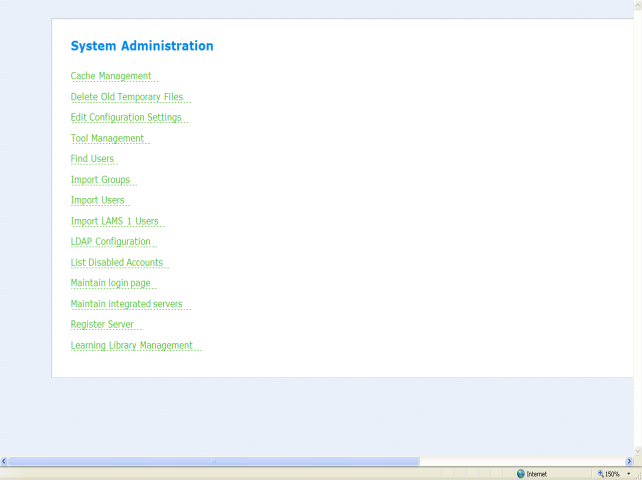 System Administration
Cache Management
Delete Old Temporary Files
Edit Configuration Settings
Tool Management
Find Users
Import Groups
Import Users
Import LAMS 1 Users
LDAP Configuration
List Disabled Accounts
Maintain login page
Maintain integrated servers
Register Server
Learning Library Management
Internet
150%